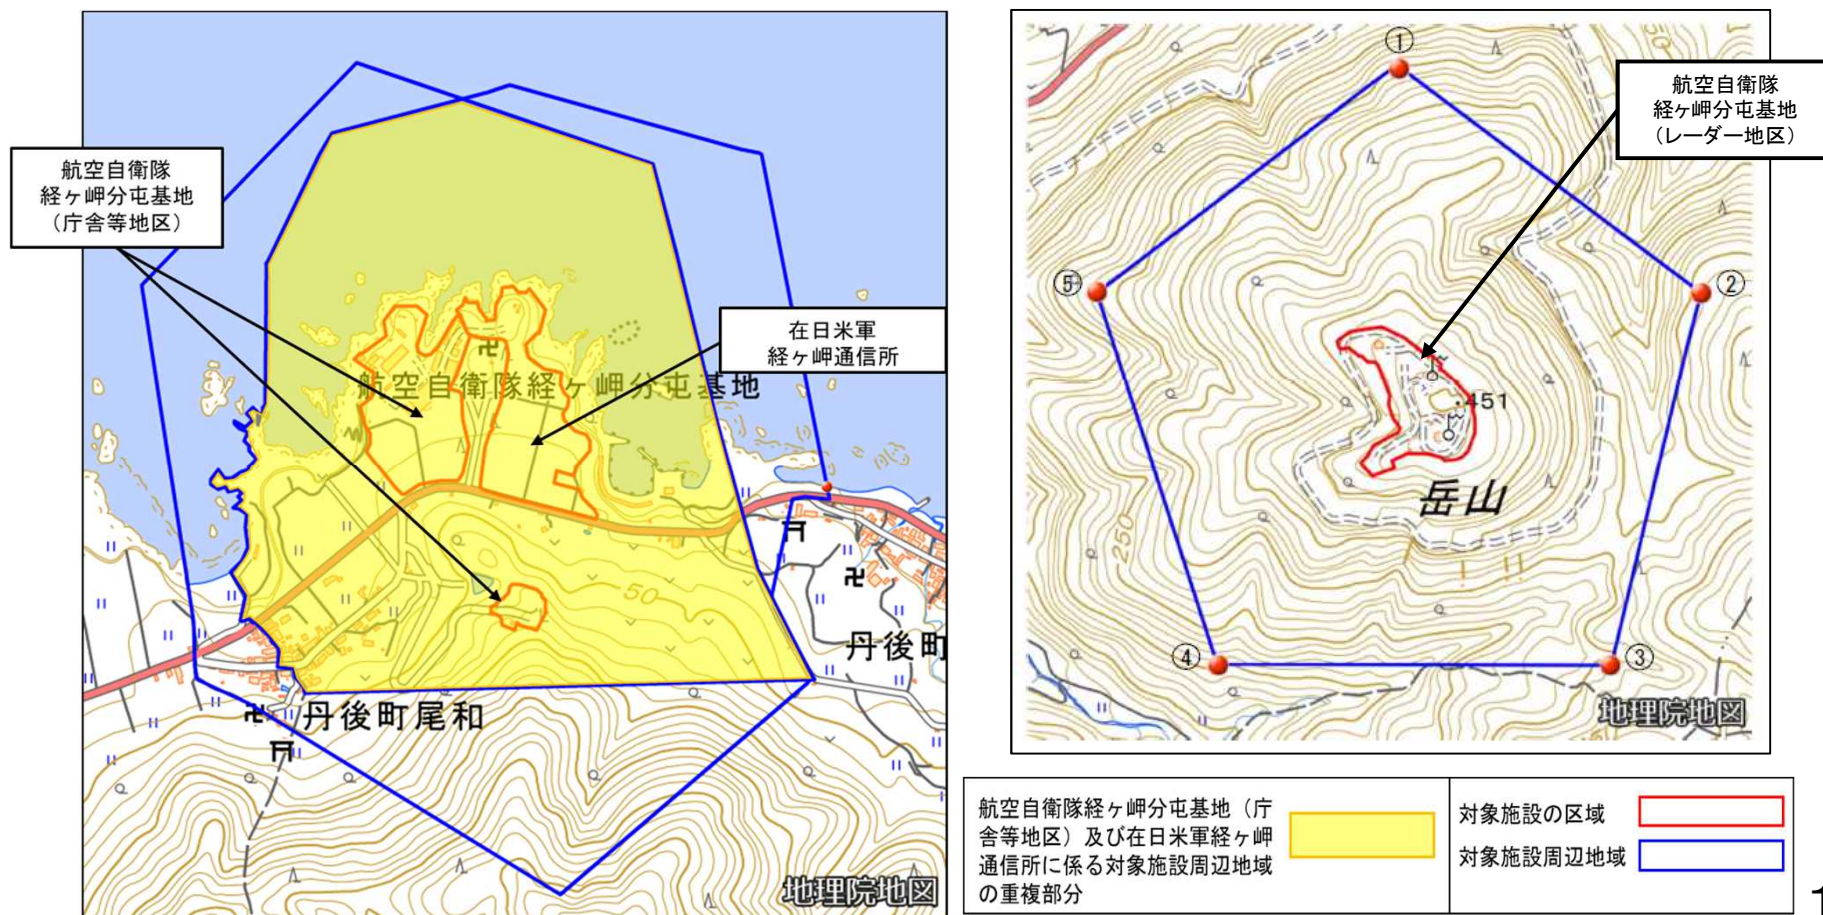 航空自衛隊
経ヶ岬分屯基地
（庁舎等地区）
在日米軍
経ヶ岬通信所
航空自衛隊経ヶ岬分屯基地
50
丹後町
丹後町尾和
地理院地図
①
航空自衛隊
経ヶ岬分屯基地
（レーダー地区）
50
⑤
②
・451
岳山
250
④
③
地理院地図
航空自衛隊経ヶ岬分屯基地（庁
舎等地区）及び在日米軍経ヶ岬
通信所に係る対象施設周辺地域
の重複部分
対象施設の区域
対象施設周辺地域